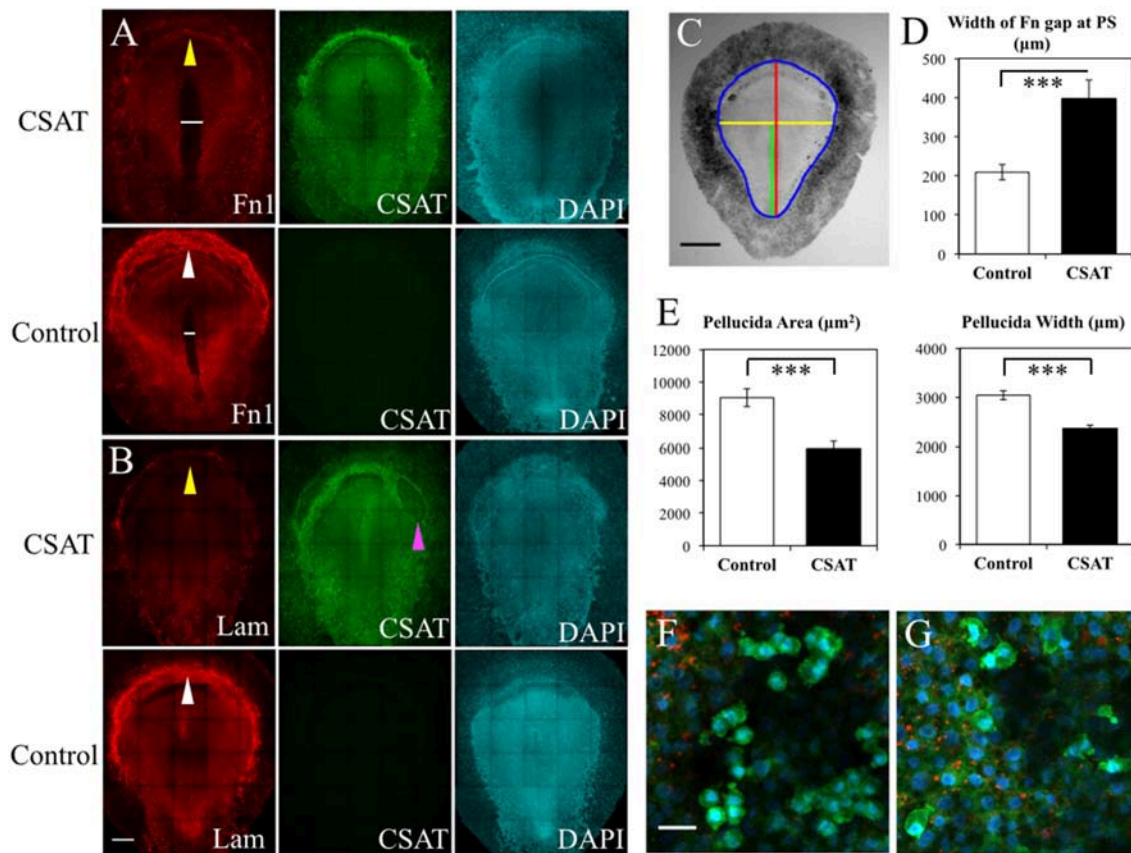 A
CSAT
Fn1
CSAT
DAPI
Control
Fn1
CSAT
DAPI
B
CSAT
Lam
CSAT
DAPI
Control
Lam
CSAT
DAPI
C
D
Width of Fn gap at PS
(µm)
500
400
300
200
100
0
***
Control
CSAT
E
Pellucida Area (µm²)
12000
10000
8000
6000
4000
2000
0
***
Control
CSAT
Pellucida Width (µm)
4000
3000
2000
1000
0
***
Control
CSAT
F
G